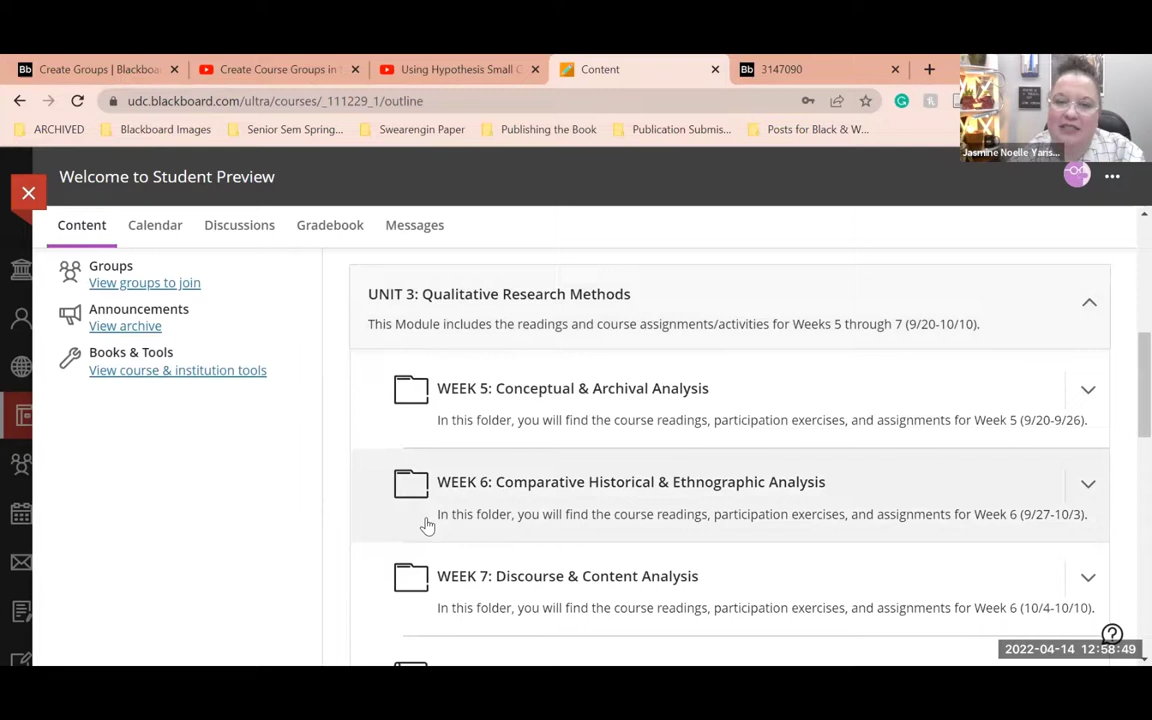 Bb Create Groups | Blackboa
Create Course Groups in
Using Hypothesis Small G
Content
Bb 3147090
udc.blackboard.com/ultra/courses/_111229_1/outline
ARCHIVED
Blackboard Images
Senior Sem Spring...
Swearengin Paper
Publishing the Book
Publication Submis...
Posts for Black & W...
Jasmine Noelle Yaris...
Welcome to Student Preview
Content
Calendar
Discussions
Gradebook
Messages
Groups
View groups to join
Announcements
View archive
Books & Tools
View course & institution tools
UNIT 3: Qualitative Research Methods
This Module includes the readings and course assignments/activities for Weeks 5 through 7 (9/20-10/10).
WEEK 5: Conceptual & Archival Analysis
In this folder, you will find the course readings, participation exercises, and assignments for Week 5 (9/20-9/26).
WEEK 6: Comparative Historical & Ethnographic Analysis
In this folder, you will find the course readings, participation exercises, and assignments for Week 6 (9/27-10/3).
WEEK 7: Discourse & Content Analysis
In this folder, you will find the course readings, participation exercises, and assignments for Week 6 (10/4-10/10).
2022-04-14 12:58:49